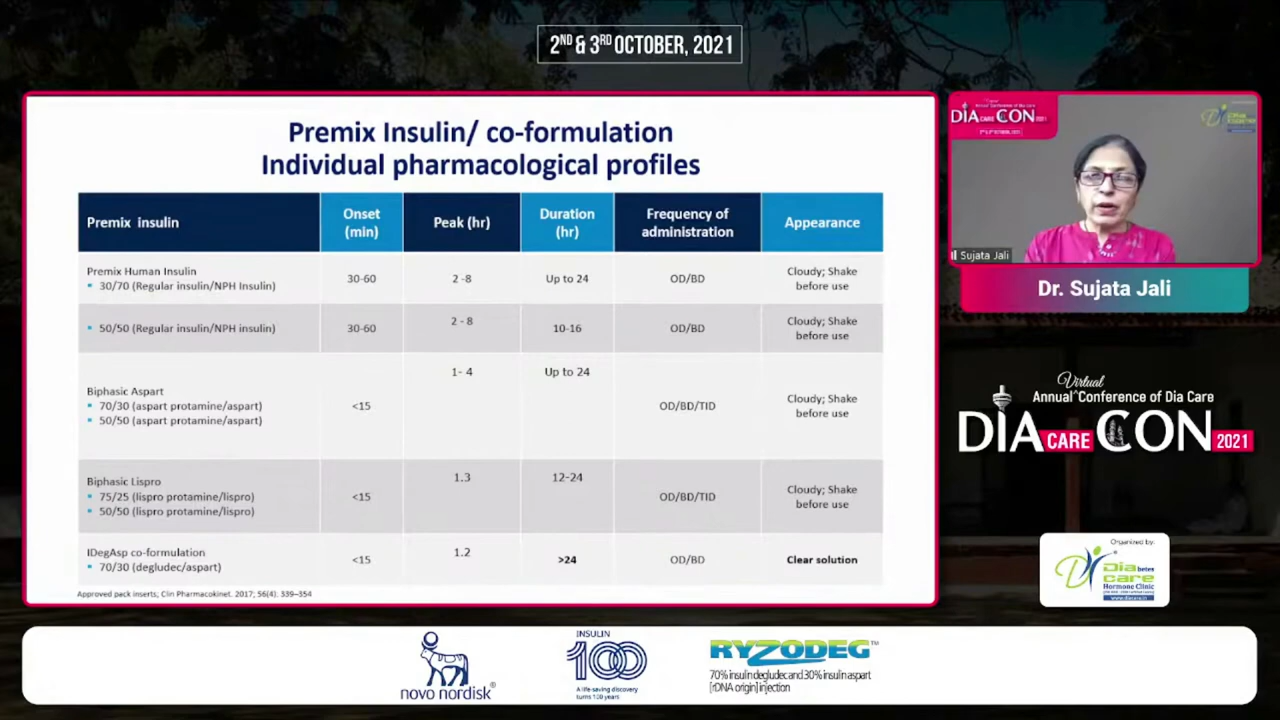 2ND & 3RD OCTOBER, 2021
Premix Insulin/ co-formulation
Individual pharmacological profiles
Premix insulin
Onset
(min)
Peak (hr)
Duration
(hr)
Frequency of
administration
Appearance
Premix Human Insulin
30/70 (Regular insulin/NPH Insulin)
30-60
2 -8
Up to 24
OD/BD
Cloudy; Shake
before use
50/50 (Regular insulin/NPH insulin)
30-60
2 - 8
10-16
OD/BD
Cloudy; Shake
before use
Biphasic Aspart
70/30 (aspart protamine/aspart)
50/50 (aspart protamine/aspart)
<15
1- 4
Up to 24
OD/BD/TID
Cloudy; Shake
before use
Biphasic Lispro
75/25 (lispro protamine/lispro)
50/50 (lispro protamine/lispro)
<15
1.3
12-24
OD/BD/TID
Cloudy; Shake
before use
IDegAsp co-formulation
70/30 (degludec/aspart)
<15
1.2
>24
OD/BD
Clear solution
Approved pack inserts; Clin Pharmacokinet. 2017; 56(4). 339–354
DIA CARE CON 2021
Sujata Jali
Dr. Sujata Jali
Virtual
Annual^Conference of Dia Care
DIA CARE CON 2021
Organized by:
Diabetes
care
Hormone Clinic
www.diacare.in
novo nordisk®
INSULIN
100
A life-saving discovery
turns 100 years
RYZODEG™
70% insulin degludec and 30% insulin aspart
[rDNA origin] injection